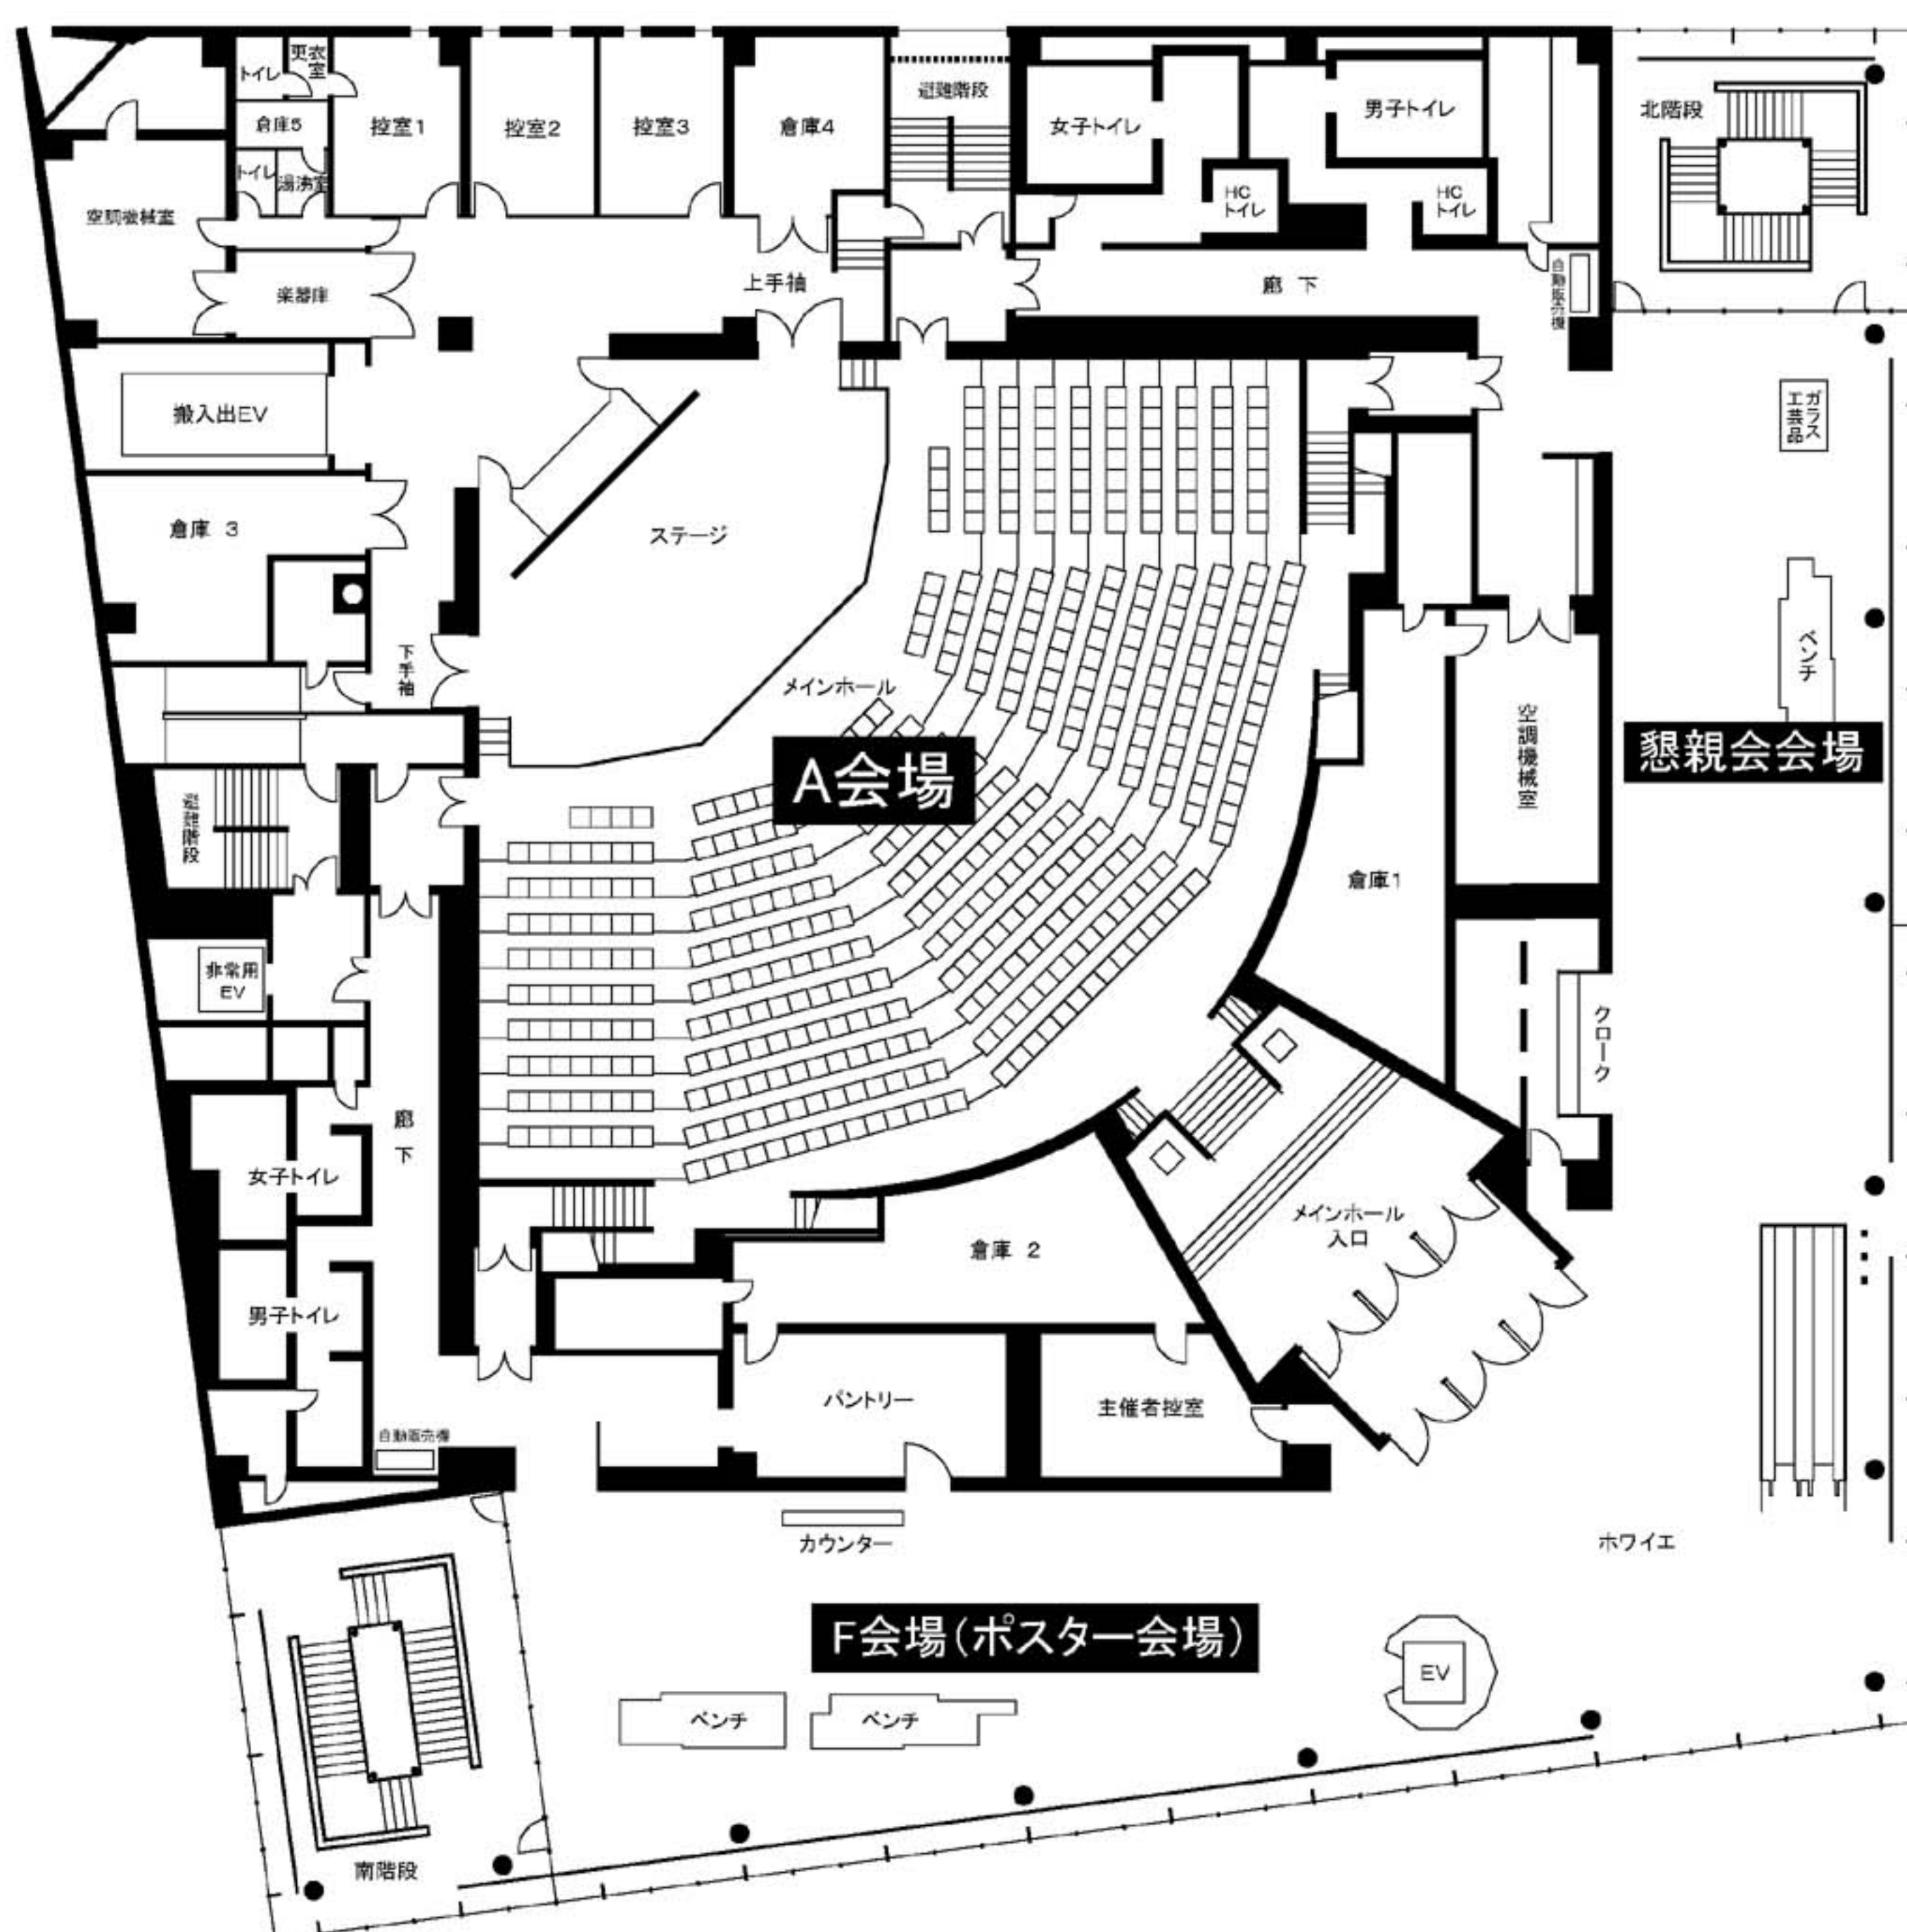 トイレ
更衣室
倉庫5
トイレ
湯沸室
控室1
控室2
控室3
倉庫4
避難階段
女子トイレ
男子トイレ
HC
トイレ
HC
トイレ
北階段
空調機械室
楽器庫
上手袖
廊 下
自動販売機
搬入出EV
ガラス
工芸品
倉庫 3
ステージ
下手袖
メインホール
ベンチ
A会場
懇親会会場
空調機械室
避難階段
倉庫1
非常用
EV
クローク
廊下
女子トイレ
メインホール
入口
倉庫 2
男子トイレ
パントリー
主催者控室
自動販売機
カウンター
ホワイエ
F会場(ポスター会場)
EV
ベンチ
ベンチ
南階段